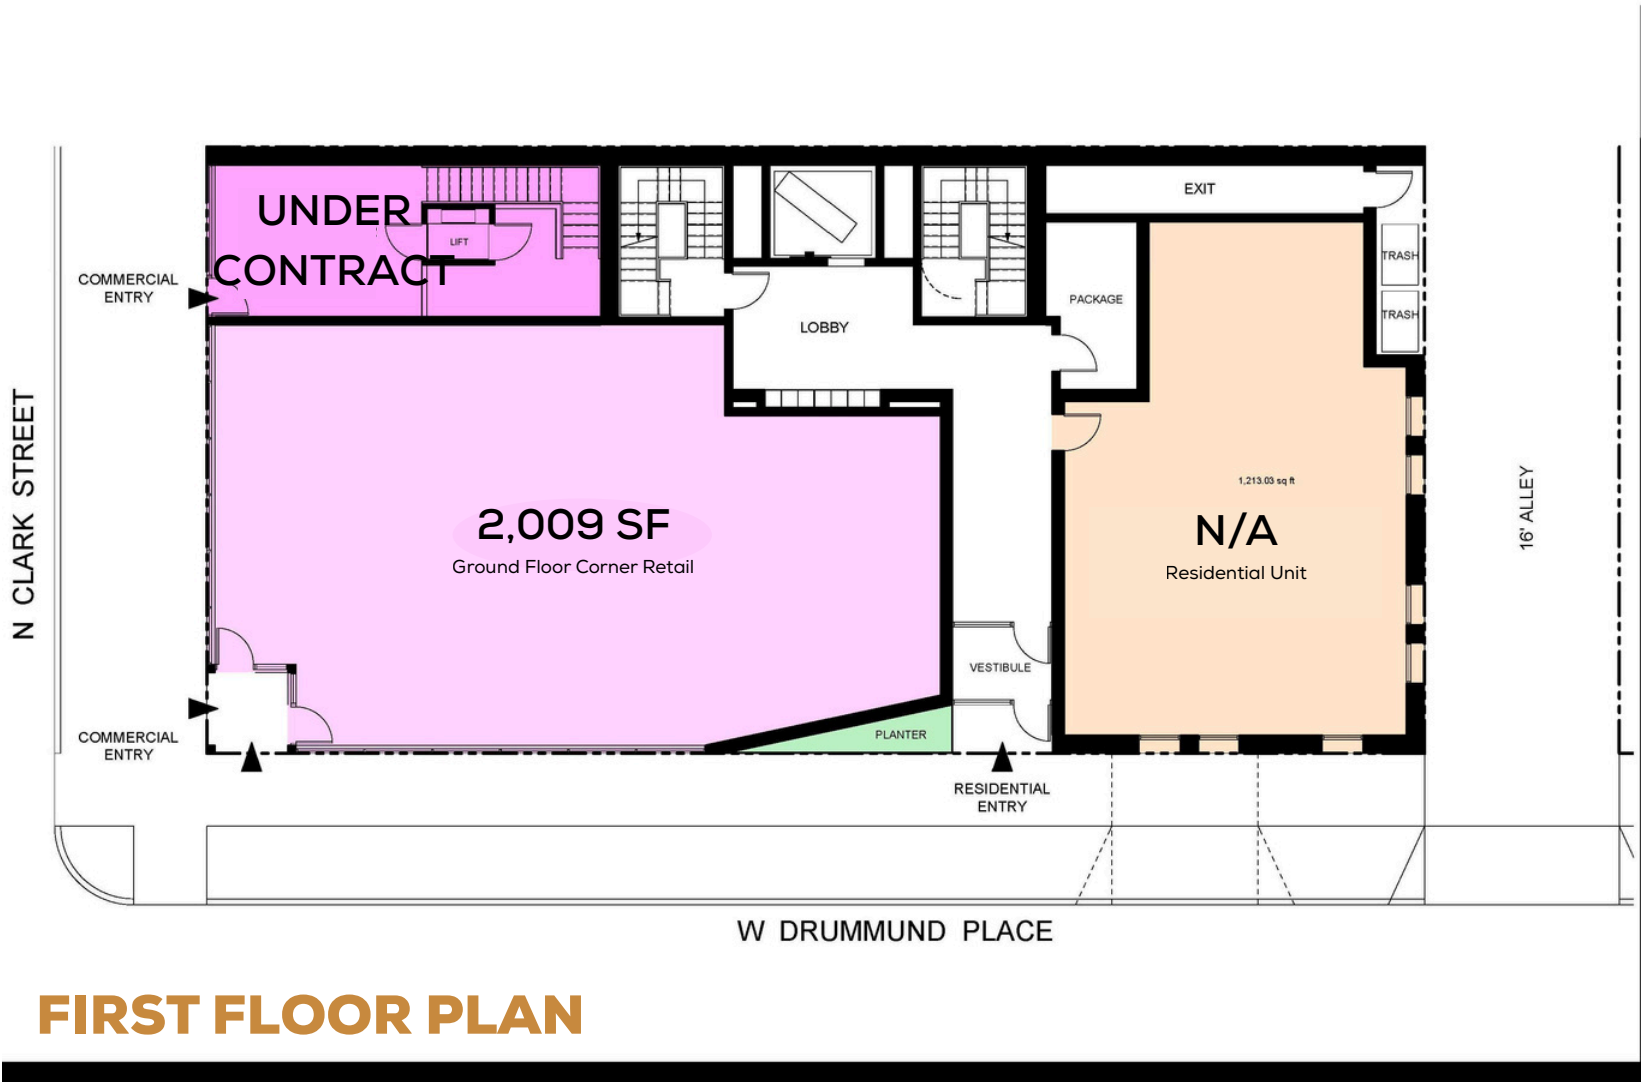 UNDER
CONTRACT
LIFT
EXIT
TRASH
TRASH
COMMERCIAL
ENTRY
PACKAGE
LOBBY
N CLARK STREET
1,213.03 sq ft
2,009 SF
Ground Floor Corner Retail
N/A
Residential Unit
16' ALLEY
VESTIBULE
PLANTER
COMMERCIAL
ENTRY
RESIDENTIAL
ENTRY
W DRUMMUND PLACE
FIRST FLOOR PLAN